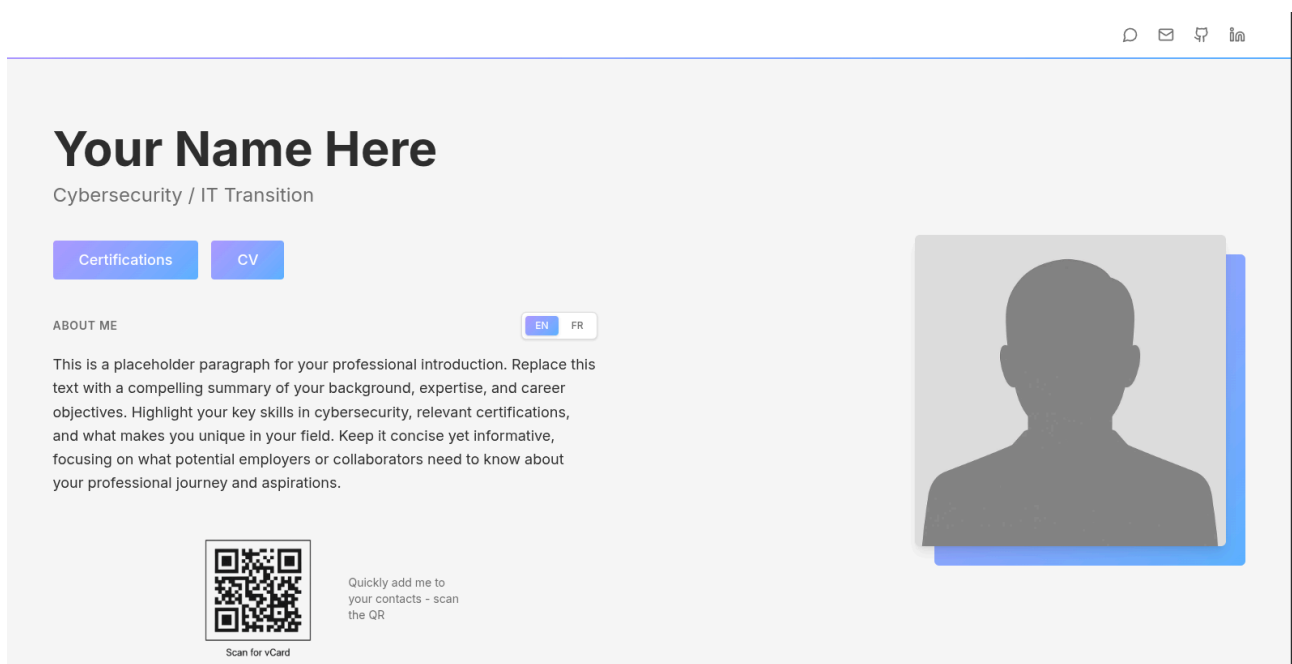 Your Name Here
Cybersecurity / IT Transition
Certifications
CV
ABOUT ME
EN
FR
This is a placeholder paragraph for your professional introduction. Replace this
text with a compelling summary of your background, expertise, and career
objectives. Highlight your key skills in cybersecurity, relevant certifications,
and what makes you unique in your field. Keep it concise yet informative,
focusing on what potential employers or collaborators need to know about
your professional journey and aspirations.
Scan for vCard
Quickly add me to
your contacts - scan
the QR